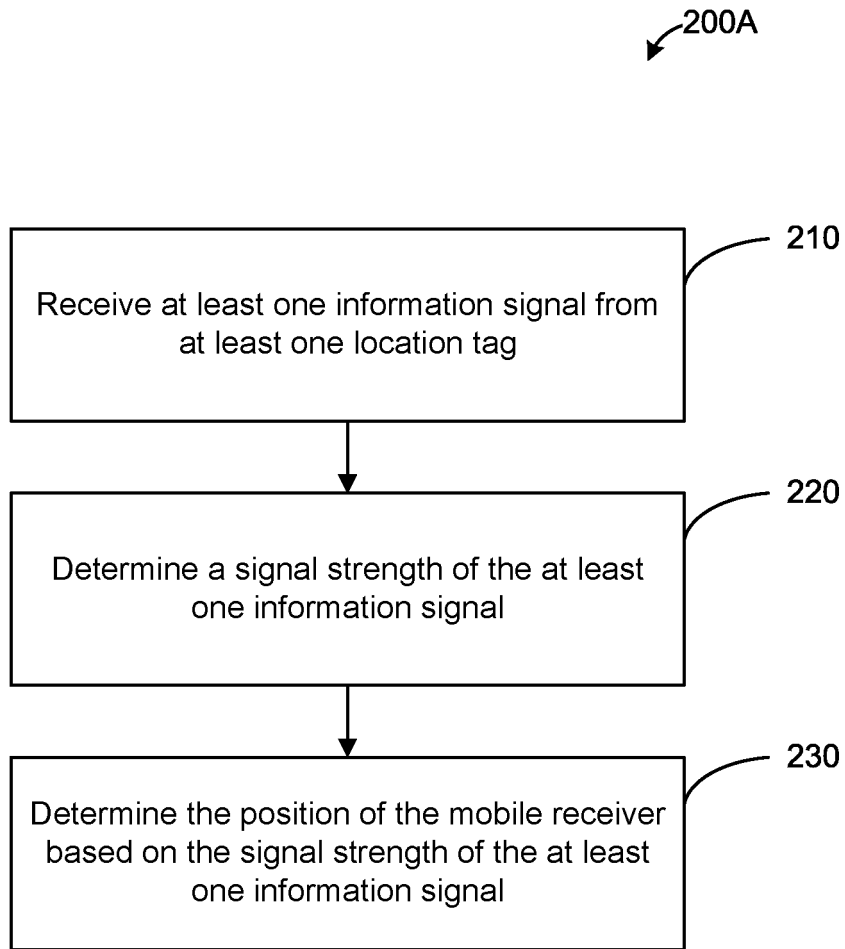 200A
210
Receive at least one information signal from
at least one location tag
220
Determine a signal strength of the at least
one information signal
230
Determine the position of the mobile receiver
based on the signal strength of the at least
one information signal